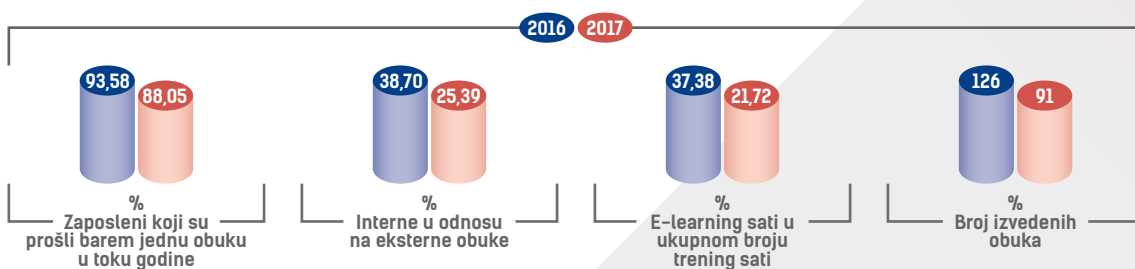 2016 2017
93,58 88,05
%
Zaposleni koji su
prošli barem jednu obuku
u toku godine
38,70 25,39
%
Interne u odnosu
na eksterne obuke
37,38 21,72
%
E-learning sati u
ukupnom broju
trening sati
126 91
%
Broj izvedenih
obuka